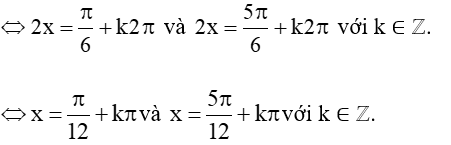 ⇔ 2x = π/6 + k2π và 2x = 5π/6 + k2π với k ∈ ℤ.
⇔ x = π/12 + kπ và x = 5π/12 + kπ với k ∈ ℤ.